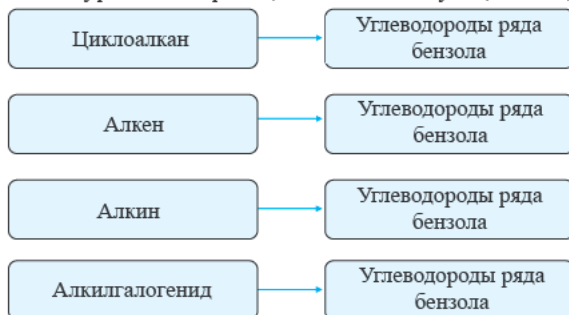 Циклоалкан
Углеводороды ряда
бензола
Алкен
Углеводороды ряда
бензола
Алкин
Углеводороды ряда
бензола
Алкилгалогенид
Углеводороды ряда
бензола